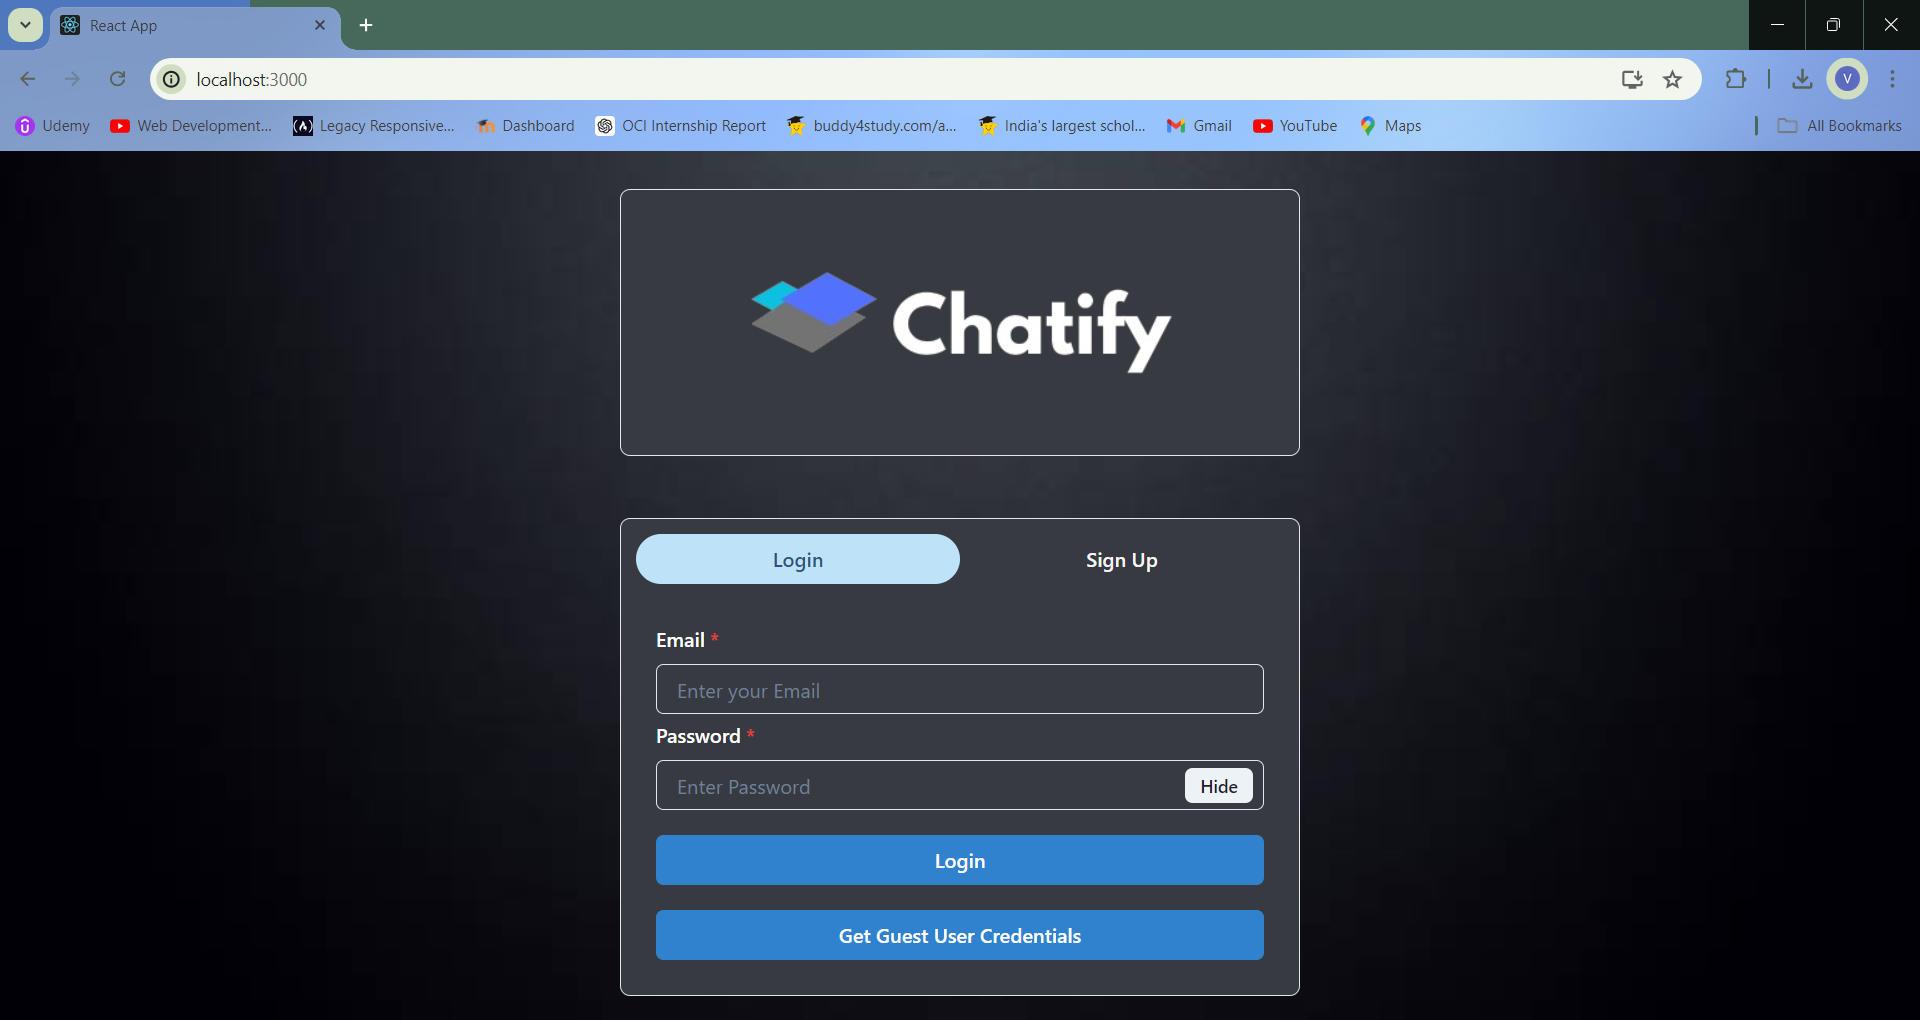 React App
localhost:3000
V
Udemy Web Development... Legacy Responsive... Dashboard OCI Internship Report buddy4study.com/a... India's largest schol... Gmail YouTube Maps All Bookmarks
Chatify
Login Sign Up
Email *
Enter your Email
Password *
Enter Password Hide
Login
Get Guest User Credentials